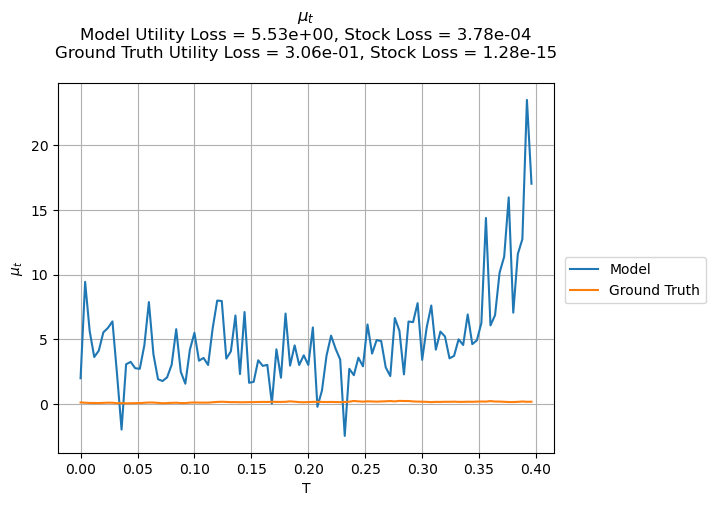 μt
Model Utility Loss = 5.53e+00, Stock Loss = 3.78e-04
Ground Truth Utility Loss = 3.06e-01, Stock Loss = 1.28e-15
μt
20
15
10
5
0
0.00 0.05 0.10 0.15 0.20 0.25 0.30 0.35 0.40
T
Model
Ground Truth